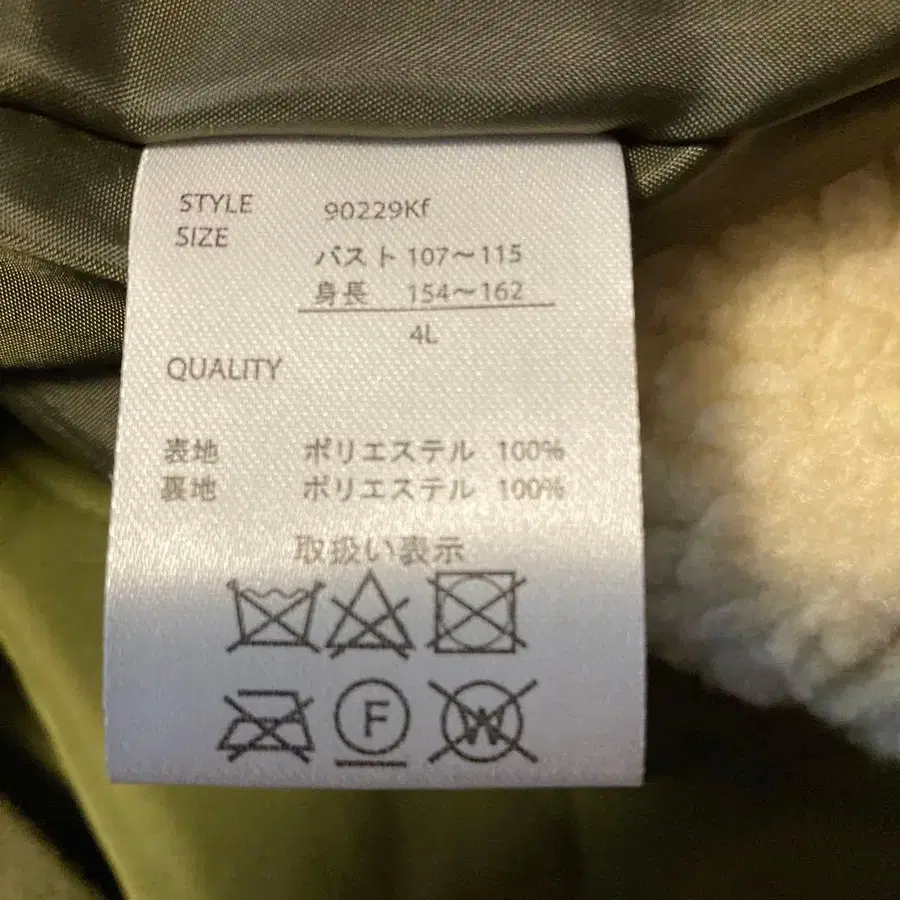 STYLE 90229Kf
SIZE
バスト 107～115
身長 154～162
4L
QUALITY
表地 ポリエステル 100%
裏地 ポリエステル 100%
取扱い表示
F W